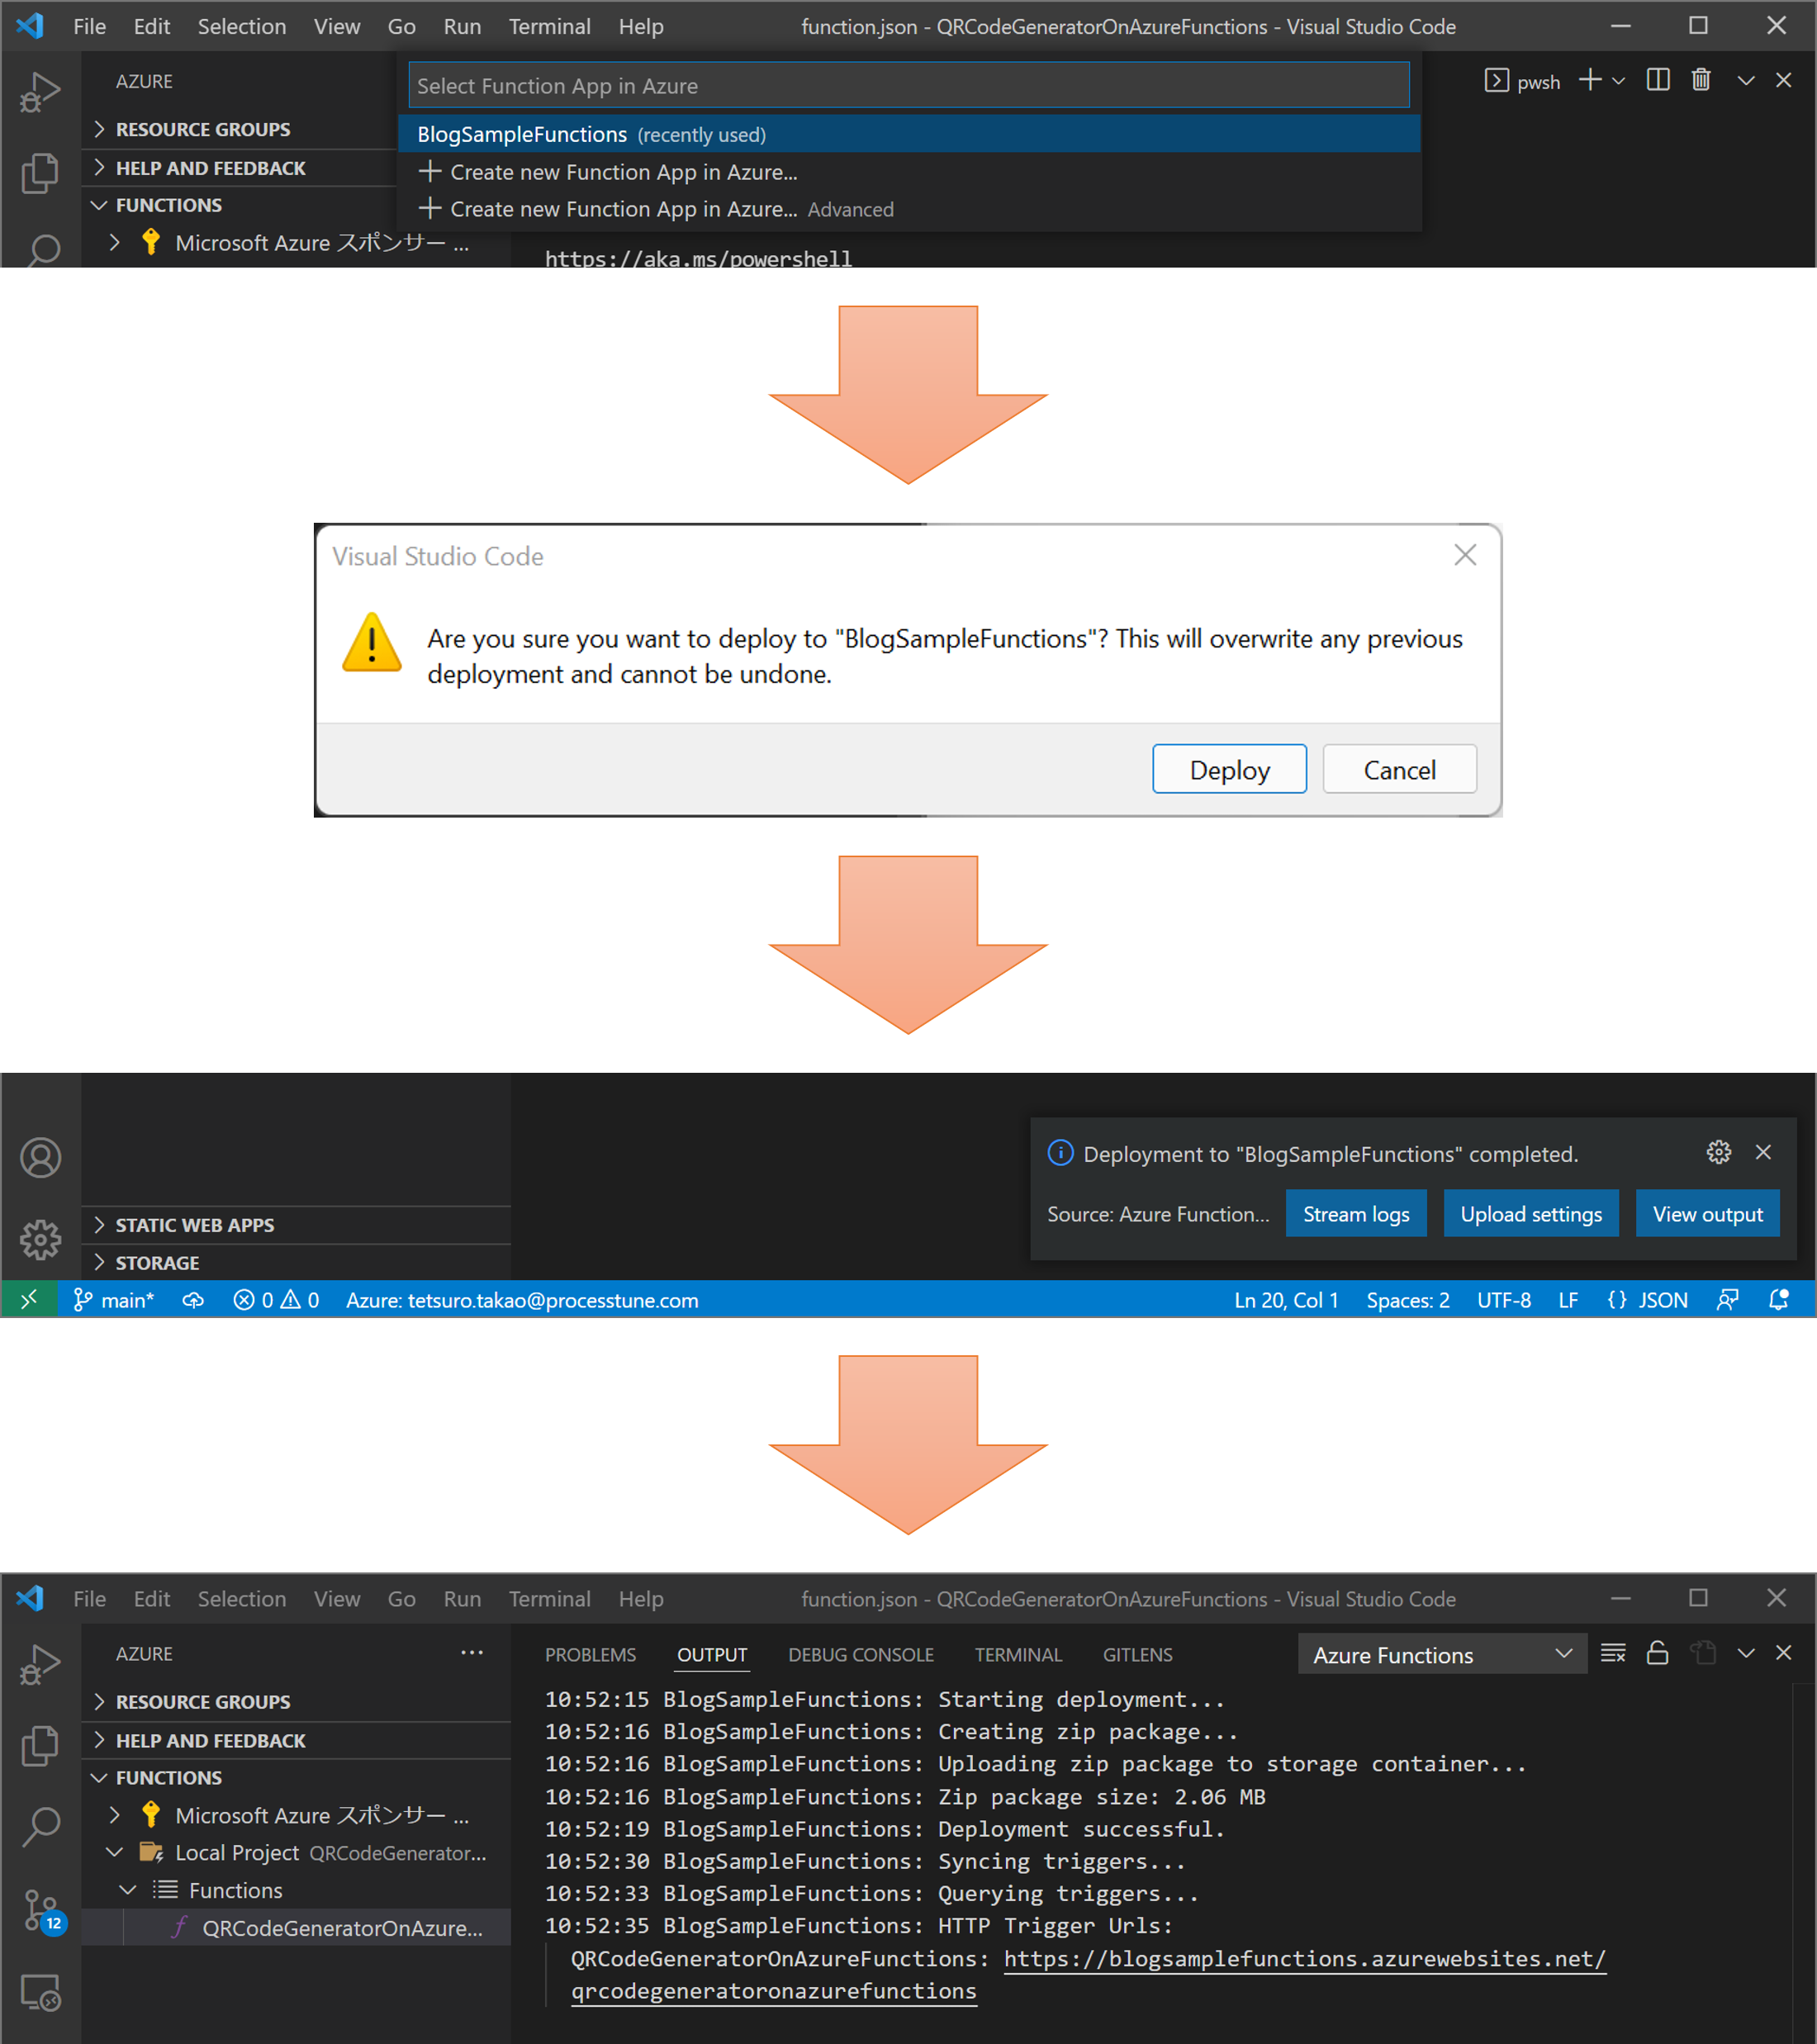 File Edit Selection View Go Run Terminal Help function.json - QRCodeGeneratorOnAzureFunctions - Visual Studio Code
AZURE
Select Function App in Azure
pwsh
RESOURCE GROUPS
BlogSampleFunctions (recently used)
HELP AND FEEDBACK
Create new Function App in Azure...
FUNCTIONS
Create new Function App in Azure... Advanced
Microsoft Azure スポンサー ...
https://aka.ms/powershell
Visual Studio Code
Are you sure you want to deploy to "BlogSampleFunctions"? This will overwrite any previous
deployment and cannot be undone.
Deploy Cancel
Deployment to "BlogSampleFunctions" completed.
Source: Azure Function... Stream logs Upload settings View output
STATIC WEB APPS
STORAGE
main* 0 0 Azure: tetsuro.takao@processtune.com Ln 20, Col 1 Spaces: 2 UTF-8 LF {} JSON
File Edit Selection View Go Run Terminal Help function.json - QRCodeGeneratorOnAzureFunctions - Visual Studio Code
AZURE ...
PROBLEMS OUTPUT DEBUG CONSOLE TERMINAL GITLENS Azure Functions
RESOURCE GROUPS
HELP AND FEEDBACK
FUNCTIONS
Microsoft Azure スポンサー ...
Local Project QRCodeGenerator...
Functions
QRCodeGeneratorOnAzure...
12
10:52:15 BlogSampleFunctions: Starting deployment...
10:52:16 BlogSampleFunctions: Creating zip package...
10:52:16 BlogSampleFunctions: Uploading zip package to storage container...
10:52:16 BlogSampleFunctions: Zip package size: 2.06 MB
10:52:19 BlogSampleFunctions: Deployment successful.
10:52:30 BlogSampleFunctions: Syncing triggers...
10:52:33 BlogSampleFunctions: Querying triggers...
10:52:35 BlogSampleFunctions: HTTP Trigger Urls:
QRCodeGeneratorOnAzureFunctions: https://blogsamplefunctions.azurewebsites.net/
qrcodegeneratoronazurefunctions